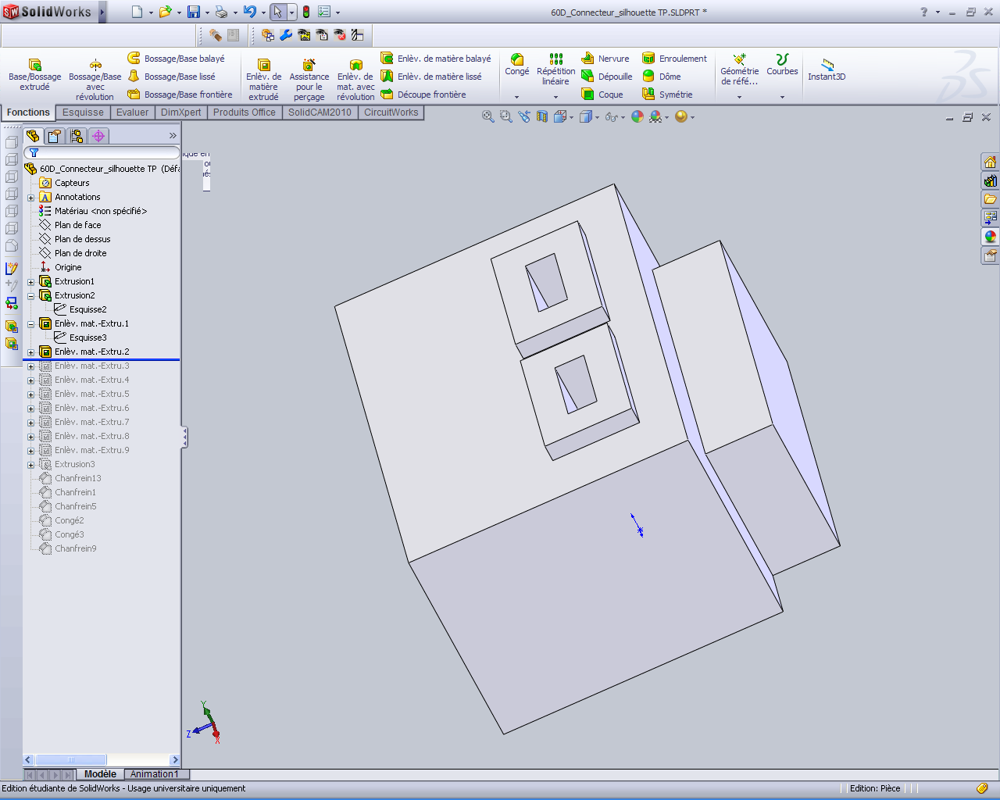 SolidWorks
60D_Connecteur_silhouette TP.SLDPRT *
?
Base/Bossage extrudé
Bossage/Base avec révolution
Bossage/Base balayé
Bossage/Base lissé
Bossage/Base frontière
Enlèv. de matière extrudé
Assistance pour le perçage
Enlèv. de mat. avec révolution
Enlèv. de matière balayé
Enlèv. de matière lissé
Découpe frontière
Congé
Répétition linéaire
Nervure
Dépouille
Coque
Enroulement
Dôme
Symétrie
Géométrie de réfé...
Courbes
Instant3D
Fonctions
Esquisse
Evaluer
DimXpert
Produits Office
SolidCAM2010
CircuitWorks
que en
60D_Connecteur_silhouette TP (Défa
Capteurs
Annotations
Matériau <non spécifié>
Plan de face
Plan de dessus
Plan de droite
Origine
Extrusion1
Extrusion2
Esquisse2
Enlèv. mat.-Extru.1
Esquisse3
Enlèv. mat.-Extru.2
Enlèv. mat.-Extru.3
Enlèv. mat.-Extru.4
Enlèv. mat.-Extru.5
Enlèv. mat.-Extru.6
Enlèv. mat.-Extru.7
Enlèv. mat.-Extru.8
Enlèv. mat.-Extru.9
Extrusion3
Chanfrein13
Chanfrein1
Chanfrein5
Congé2
Congé3
Chanfrein9
Y
Z
X
Modèle
Animation1
Edition étudiante de SolidWorks - Usage universitaire uniquement
Edition: Pièce